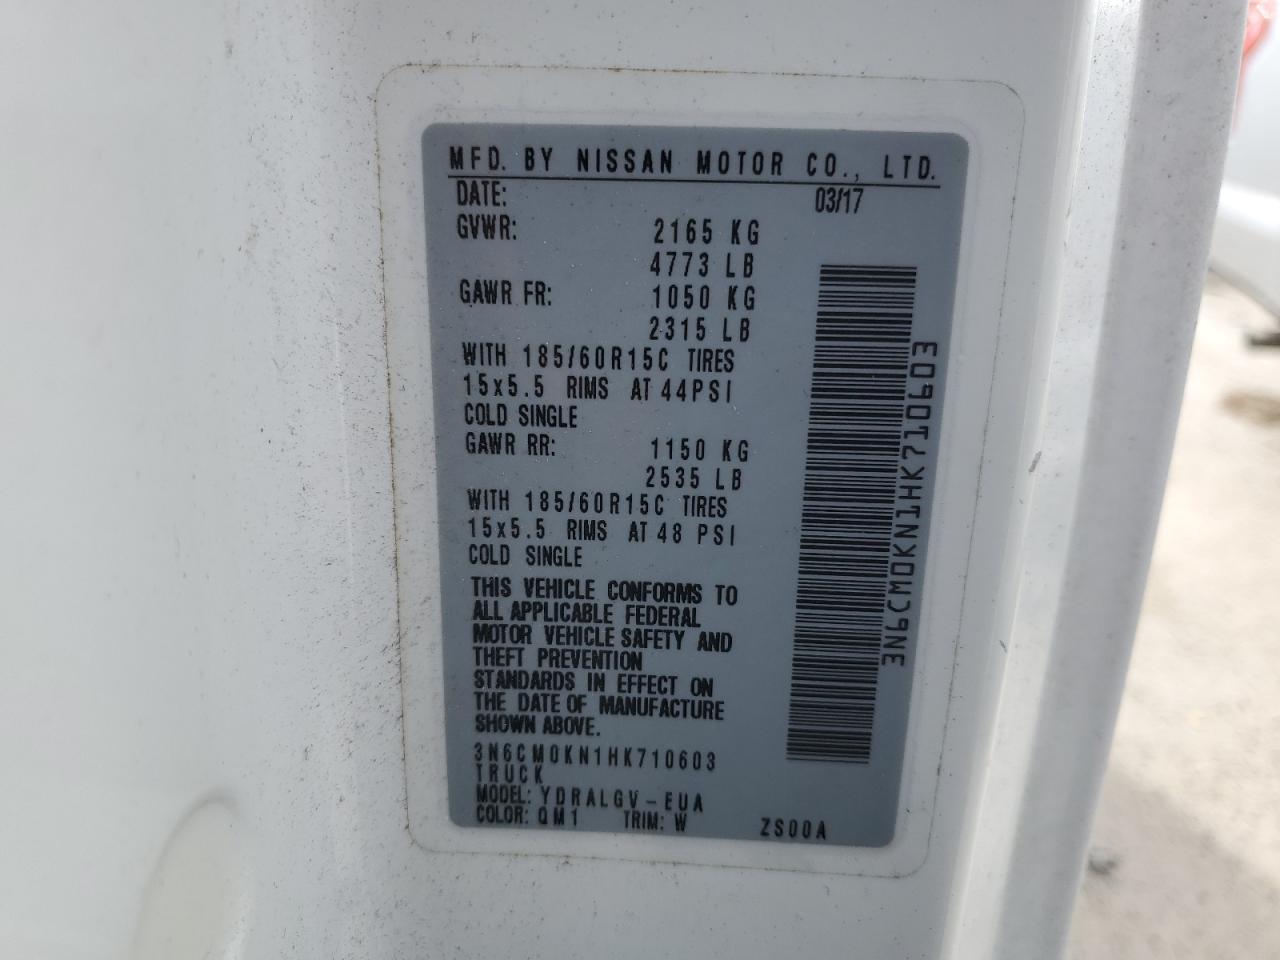 MFD. BY NISSAN MOTOR CO., LTD.
DATE: 03/17
GVWR: 2165 KG
4773 LB
GAWR FR: 1050 KG
2315 LB
WITH 185/60R15C TIRES
15x5.5 RIMS AT 44PSI
COLD SINGLE
GAWR RR: 1150 KG
2535 LB
WITH 185/60R15C TIRES
15x5.5 RIMS AT 48 PSI
COLD SINGLE
THIS VEHICLE CONFORMS TO
ALL APPLICABLE FEDERAL
MOTOR VEHICLE SAFETY AND
THEFT PREVENTION
STANDARDS IN EFFECT ON
THE DATE OF MANUFACTURE
SHOWN ABOVE.
3N6CM0KN1HK710603
TRUCK
MODEL: YDRALGV-EUA
COLOR: QM1 TRIM: W ZS00A
3N6CM0KN1HK710603